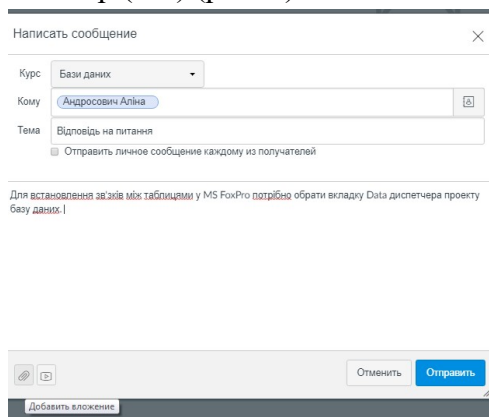 Написать сообщение
Курс Бази даних
Кому Андросович Аліна
Тема Відповідь на питання
Отправить личное сообщение каждому из получателей
Для встановлення зв'зків між таблицями у MS FoxPro потрібно обрати вкладку Data диспетчера проекту
базу даних.
Отменить Отправить
Добавить вложение